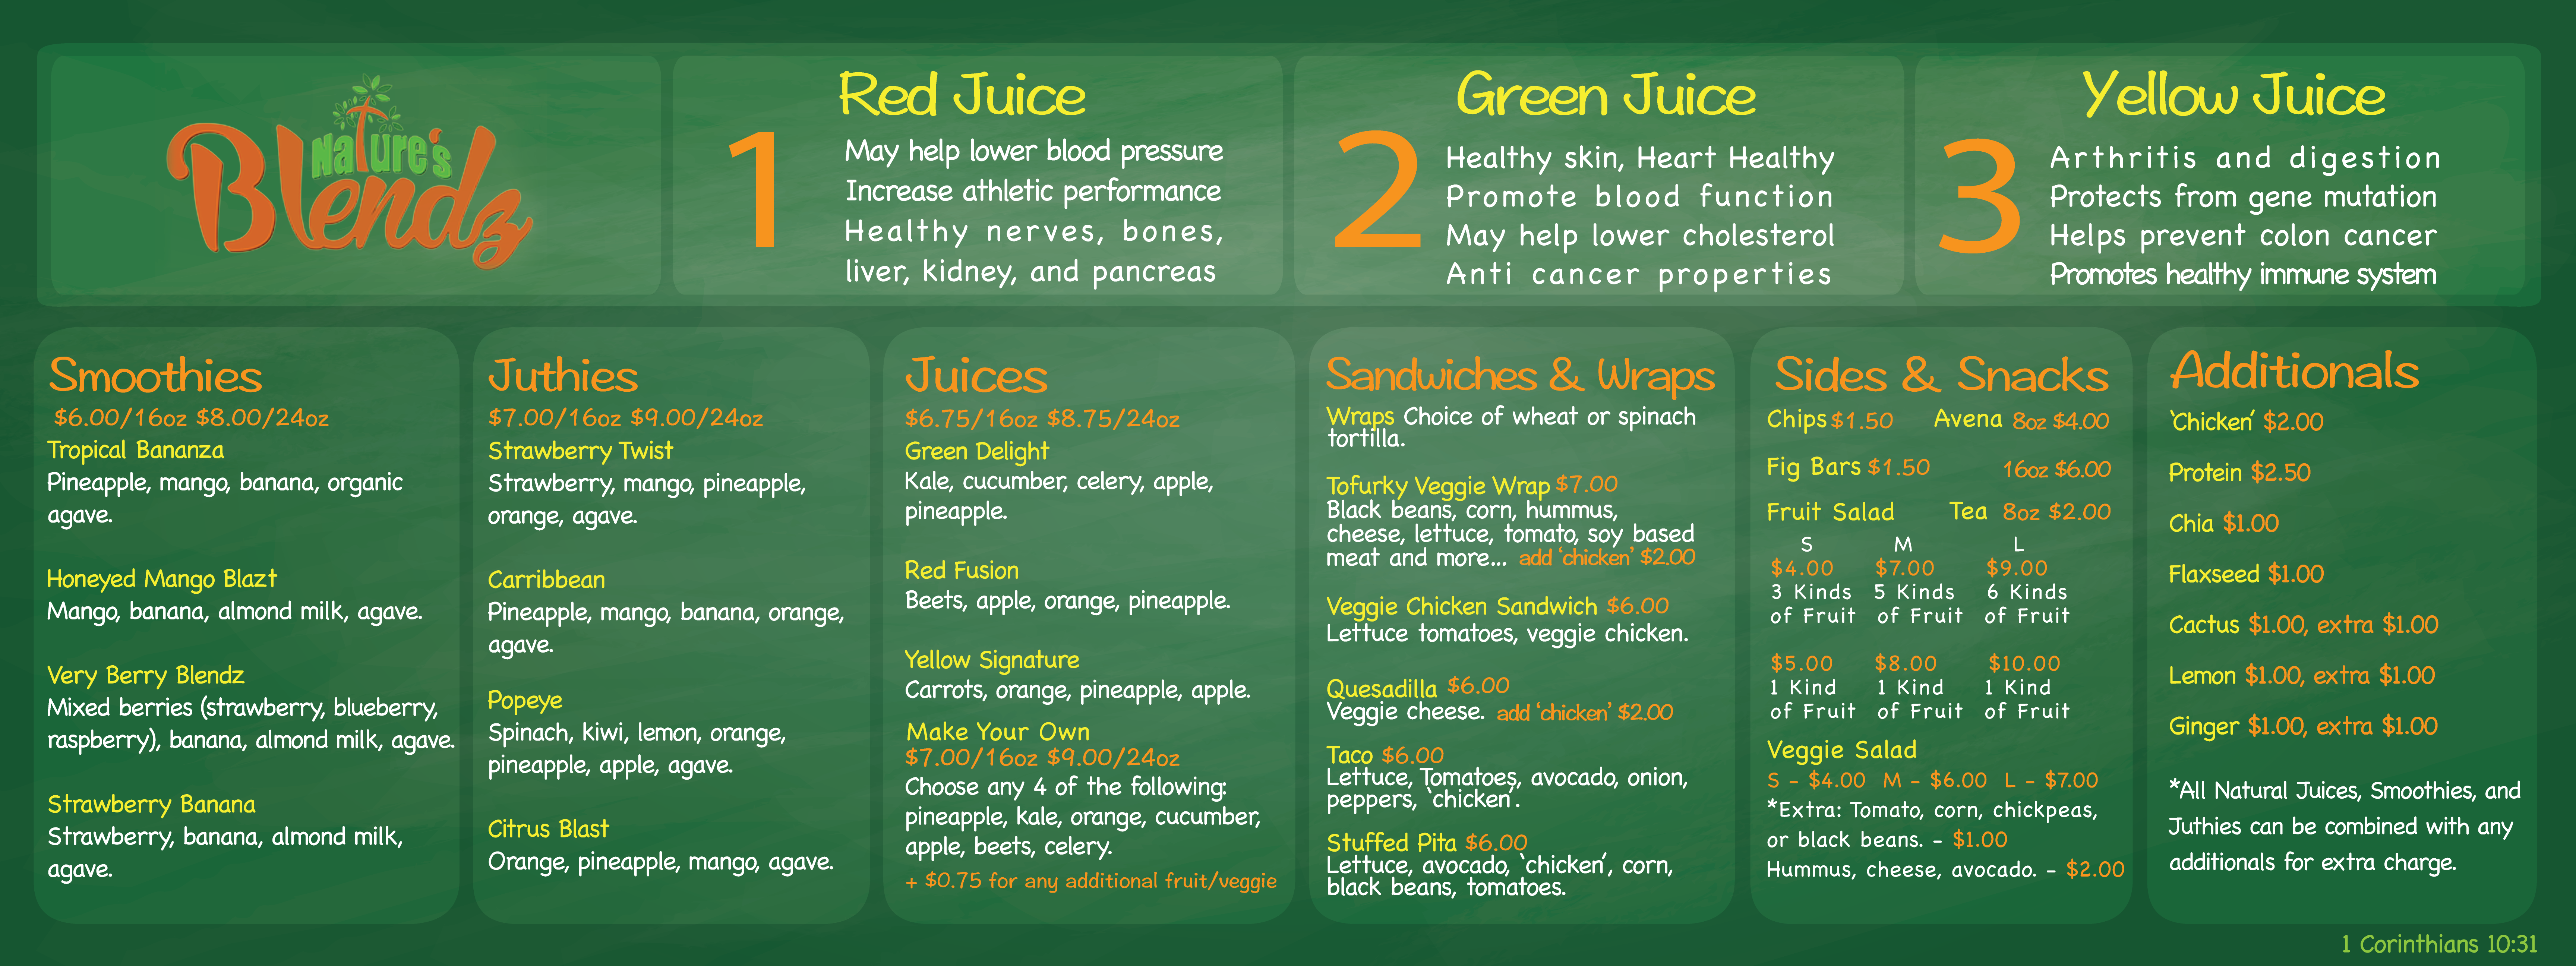 Nature's
Blendz
1
Red Juice
May help lower blood pressure
Increase athletic performance
Healthy nerves, bones,
liver, kidney, and pancreas
2
Green Juice
Healthy skin, Heart Healthy
Promote blood function
May help lower cholesterol
Anti cancer properties
3
Yellow Juice
Arthritis and digestion
Protects from gene mutation
Helps prevent colon cancer
Promotes healthy immune system
Smoothies
$6.00/16oz $8.00/24oz
Tropical Bananza
Pineapple, mango, banana, organic
agave.
Honeyed Mango Blazt
Mango, banana, almond milk, agave.
Very Berry Blendz
Mixed berries (strawberry, blueberry,
raspberry), banana, almond milk, agave.
Strawberry Banana
Strawberry, banana, almond milk,
agave.
Juthies
$7.00/16oz $9.00/24oz
Strawberry Twist
Strawberry, mango, pineapple,
orange, agave.
Carribbean
Pineapple, mango, banana, orange,
agave.
Popeye
Spinach, kiwi, lemon, orange,
pineapple, apple, agave.
Citrus Blast
Orange, pineapple, mango, agave.
Juices
$6.75/16oz $8.75/24oz
Green Delight
Kale, cucumber, celery, apple,
pineapple.
Red Fusion
Beets, apple, orange, pineapple.
Yellow Signature
Carrots, orange, pineapple, apple.
Make Your Own
$7.00/16oz $9.00/24oz
Choose any 4 of the following:
pineapple, kale, orange, cucumber,
apple, beets, celery.
+ $0.75 for any additional fruit/veggie
Sandwiches & Wraps
Wraps Choice of wheat or spinach
tortilla.
Tofurky Veggie Wrap $7.00
Black beans, corn, hummus,
cheese, lettuce, tomato, soy based
meat and more... add 'chicken' $2.00
Veggie Chicken Sandwich $6.00
Lettuce tomatoes, veggie chicken.
Quesadilla $6.00
Veggie cheese. add 'chicken' $2.00
Taco $6.00
Lettuce, Tomatoes, avocado, onion,
peppers, 'chicken'.
Stuffed Pita $6.00
Lettuce, avocado, 'chicken', corn,
black beans, tomatoes.
Sides & Snacks
Chips $1.50 Avena 8oz $4.00
Fig Bars $1.50 16oz $6.00
Fruit Salad Tea 8oz $2.00
S M L
$4.00 $7.00 $9.00
3 Kinds 5 Kinds 6 Kinds
of Fruit of Fruit of Fruit
$5.00 $8.00 $10.00
1 Kind 1 Kind 1 Kind
of Fruit of Fruit of Fruit
Veggie Salad
S - $4.00 M - $6.00 L - $7.00
*Extra: Tomato, corn, chickpeas,
or black beans. - $1.00
Hummus, cheese, avocado. - $2.00
Additionals
'Chicken' $2.00
Protein $2.50
Chia $1.00
Flaxseed $1.00
Cactus $1.00, extra $1.00
Lemon $1.00, extra $1.00
Ginger $1.00, extra $1.00
*All Natural Juices, Smoothies, and
Juthies can be combined with any
additionals for extra charge.
1 Corinthians 10:31